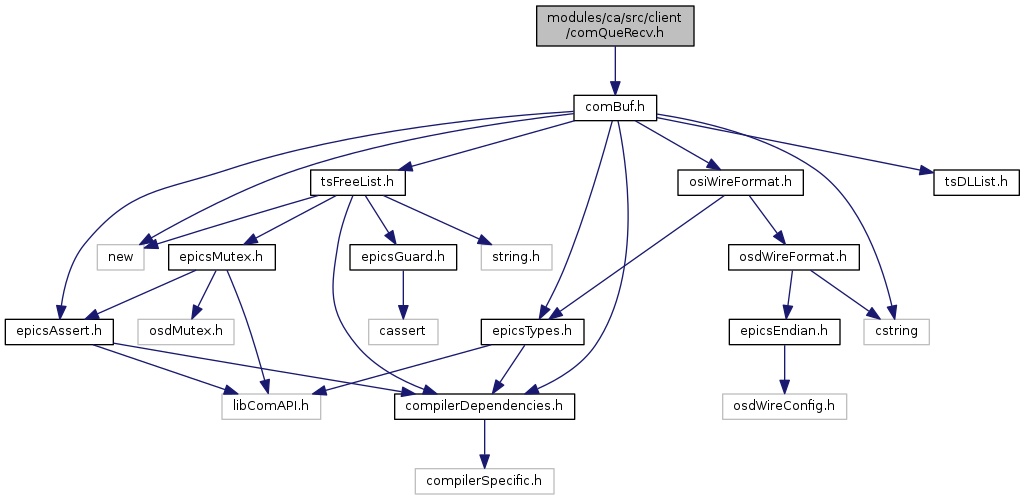 modules/ca/src/client
/comQueRecv.h
comBuf.h
tsFreeList.h
osiWireFormat.h
tsDLList.h
new
epicsMutex.h
epicsGuard.h
string.h
osdWireFormat.h
epicsAssert.h
osdMutex.h
cassert
epicsTypes.h
epicsEndian.h
cstring
libComAPI.h
compilerDependencies.h
osdWireConfig.h
compilerSpecific.h